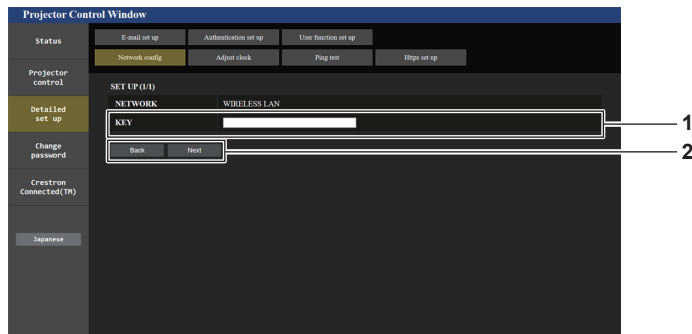 Projector Control Window
Status
E-mail set up
Authentication set up
User function set up
Network config
Adjust clock
Ping test
Https set up
Projector
control
Detailed
set up
Change
password
Crestron
Connected(TM)
Japanese
SET UP (1/1)
NETWORK WIRELESS LAN
KEY
1
Back Next
2